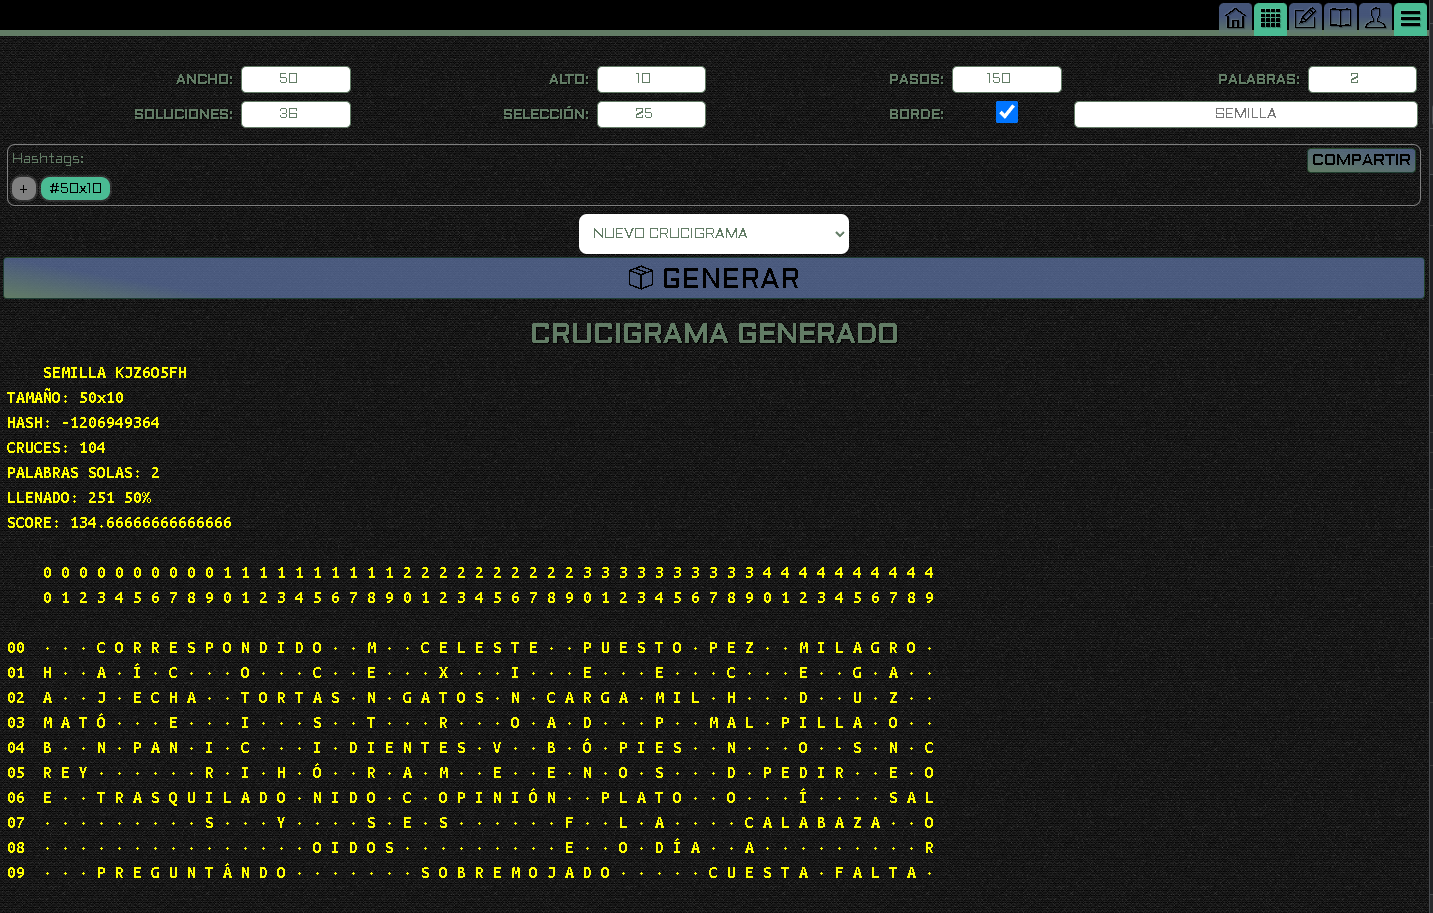 ANCHO: 50 ALTO: 10 PASOS: 150 PALABRAS: 2
SOLUCIONES: 36 SELECCIÓN: 25 BORDE: SEMILLA
Hashtags: COMPARTIR
+ #50x10
NUEVO CRUCIGRAMA
GENERAR
CRUCIGRAMA GENERADO
SEMILLA KJZ6O5FH
TAMAÑO: 50x10
HASH: -1206949364
CRUCES: 104
PALABRAS SOLAS: 2
LLENADO: 251 50%
SCORE: 134.66666666666666
0 0 0 0 0 0 0 0 0 0 1 1 1 1 1 1 1 1 1 1 2 2 2 2 2 2 2 2 2 2 3 3 3 3 3 3 3 3 3 3 4 4 4 4 4 4 4 4 4 4
0 1 2 3 4 5 6 7 8 9 0 1 2 3 4 5 6 7 8 9 0 1 2 3 4 5 6 7 8 9 0 1 2 3 4 5 6 7 8 9 0 1 2 3 4 5 6 7 8 9
00 · · · C O R R E S P O N D I D O · · M · · C E L E S T E · · P U E S T O · P E Z · · M I L A G R O ·
01 H · · A · Í · C · · · O · · · C · · E · · · X · · · I · · · E · · · E · · · C · · · E · · G · A · ·
02 A · · J · E C H A · · T O R T A S · N · G A T O S · N · C A R G A · M I L · H · · · D · · U · Z · ·
03 M A T Ó · · · E · · · I · · · S · · T · · · R · · · O · A · D · · · P · · M A L · P I L L A · O · ·
04 B · · N · P A N · I · C · · · I · D I E N T E S · V · · B · Ó · P I E S · · N · · · O · · S · N · C
05 R E Y · · · · · · R · I · H · Ó · · R · A · M · · E · · E · N · O · S · · · D · P E D I R · · E · O
06 E · · T R A S Q U I L A D O · N I D O · C · O P I N I Ó N · · P L A T O · · O · · · Í · · · · S A L
07 · · · · · · · · · S · · · Y · · · · S · E · S · · · · · · F · · L · A · · · · C A L A B A Z A · · O
08 · · · · · · · · · · · · · · · O I D O S · · · · · · · · · E · · O · D Í A · · A · · · · · · · · · R
09 · · · P R E G U N T Á N D O · · · · · · · S O B R E M O J A D O · · · · · C U E S T A · F A L T A ·